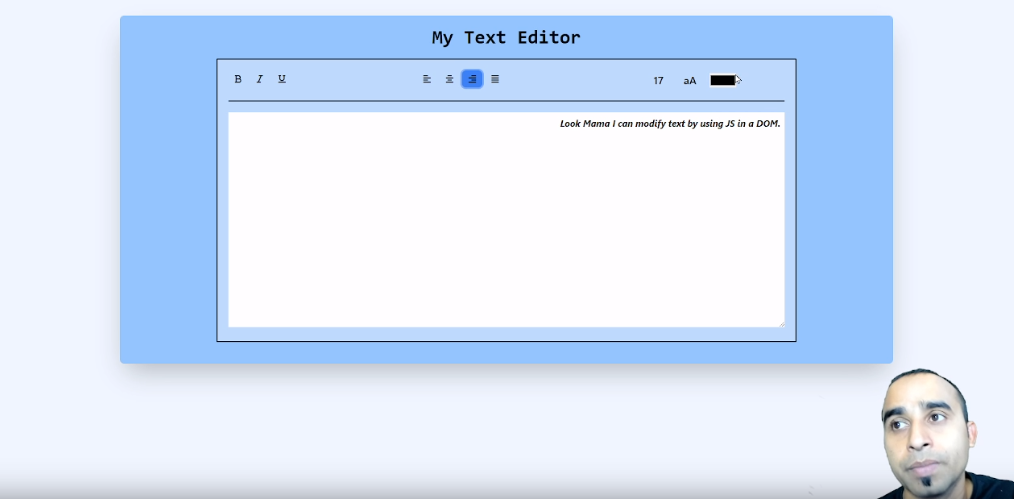 My Text Editor
B I U 17 aA
Look Mama I can modify text by using JS in a DOM.